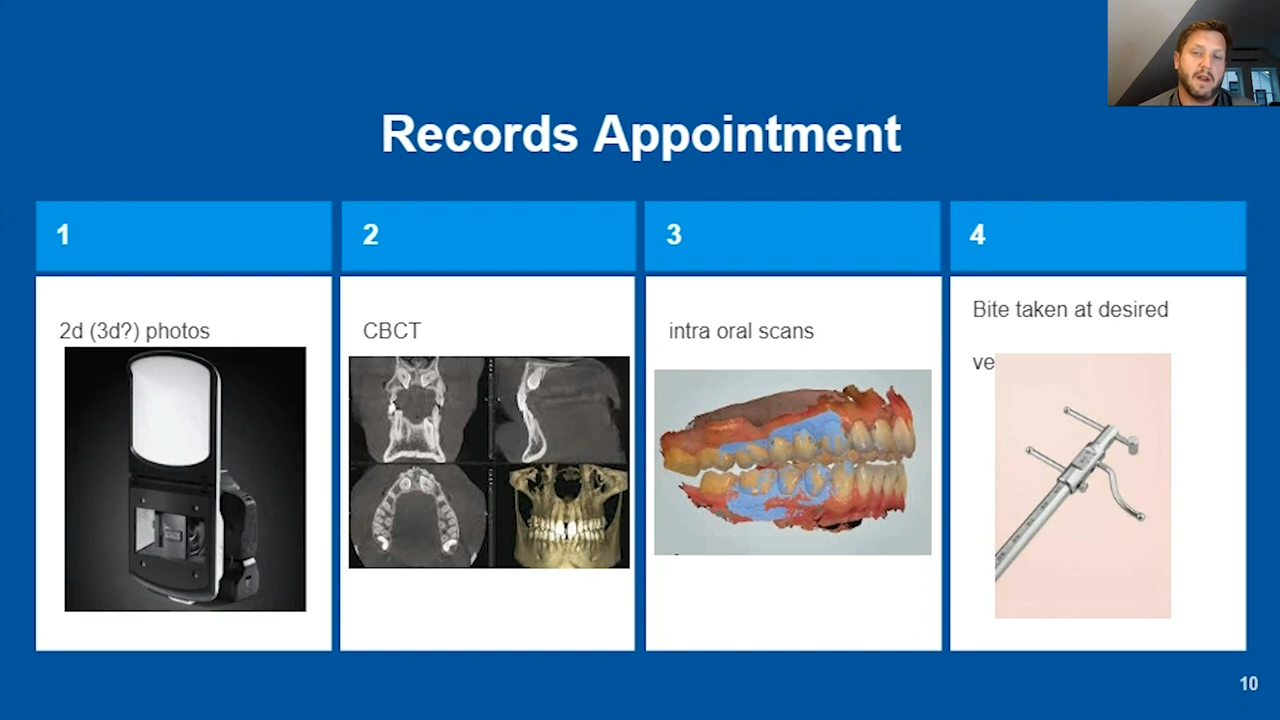 Records Appointment
1
2
3
4
2d (3d?) photos
CBCT
intra oral scans
Bite taken at desired
ve
10